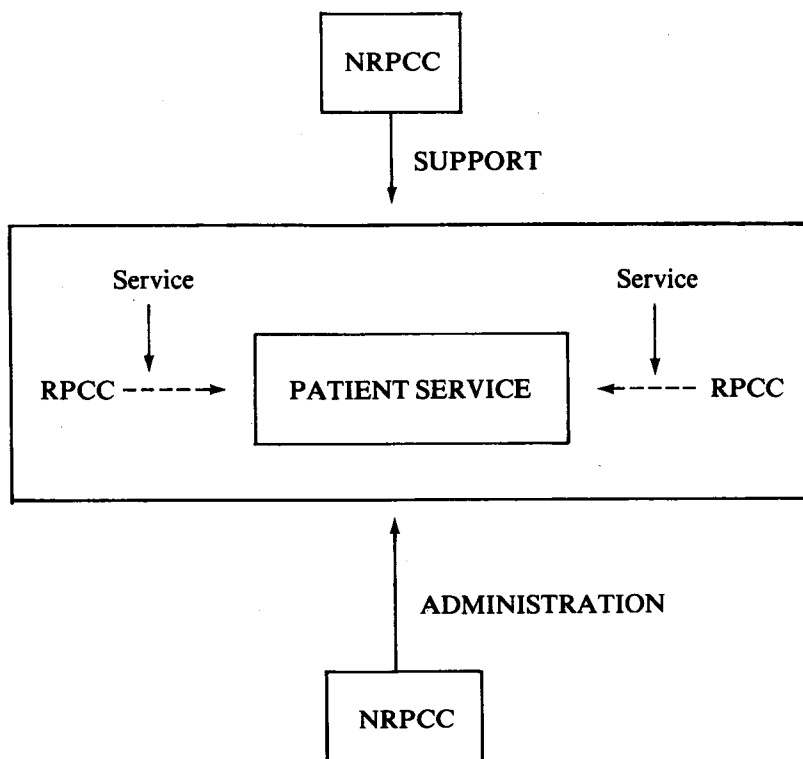 NRPCC
SUPPORT
Service
Service
RPCC
PATIENT SERVICE
RPCC
ADMINISTRATION
NRPCC